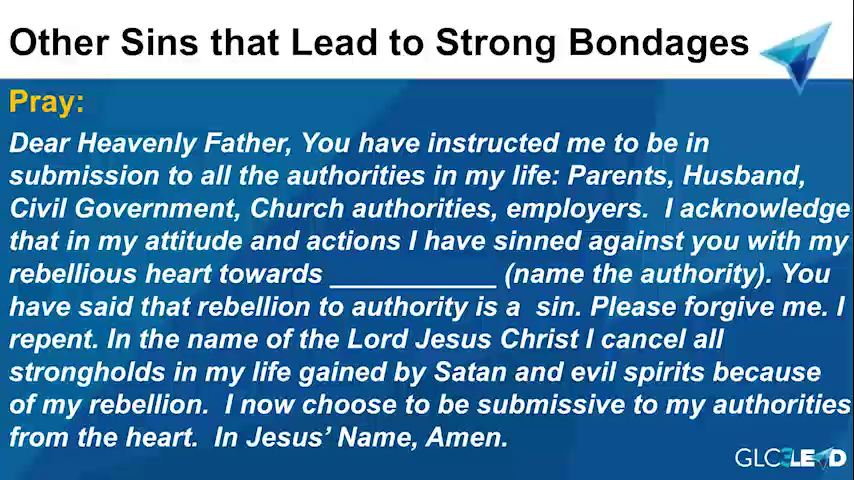 Other Sins that Lead to Strong Bondages
Pray:
Dear Heavenly Father, You have instructed me to be in
submission to all the authorities in my life: Parents, Husband,
Civil Government, Church authorities, employers.  I acknowledge
that in my attitude and actions I have sinned against you with my
rebellious heart towards ___________ (name the authority). You
have said that rebellion to authority is a  sin. Please forgive me. I
repent. In the name of the Lord Jesus Christ I cancel all
strongholds in my life gained by Satan and evil spirits because
of my rebellion.  I now choose to be submissive to my authorities
from the heart.  In Jesus’ Name, Amen.
GLC LEAD